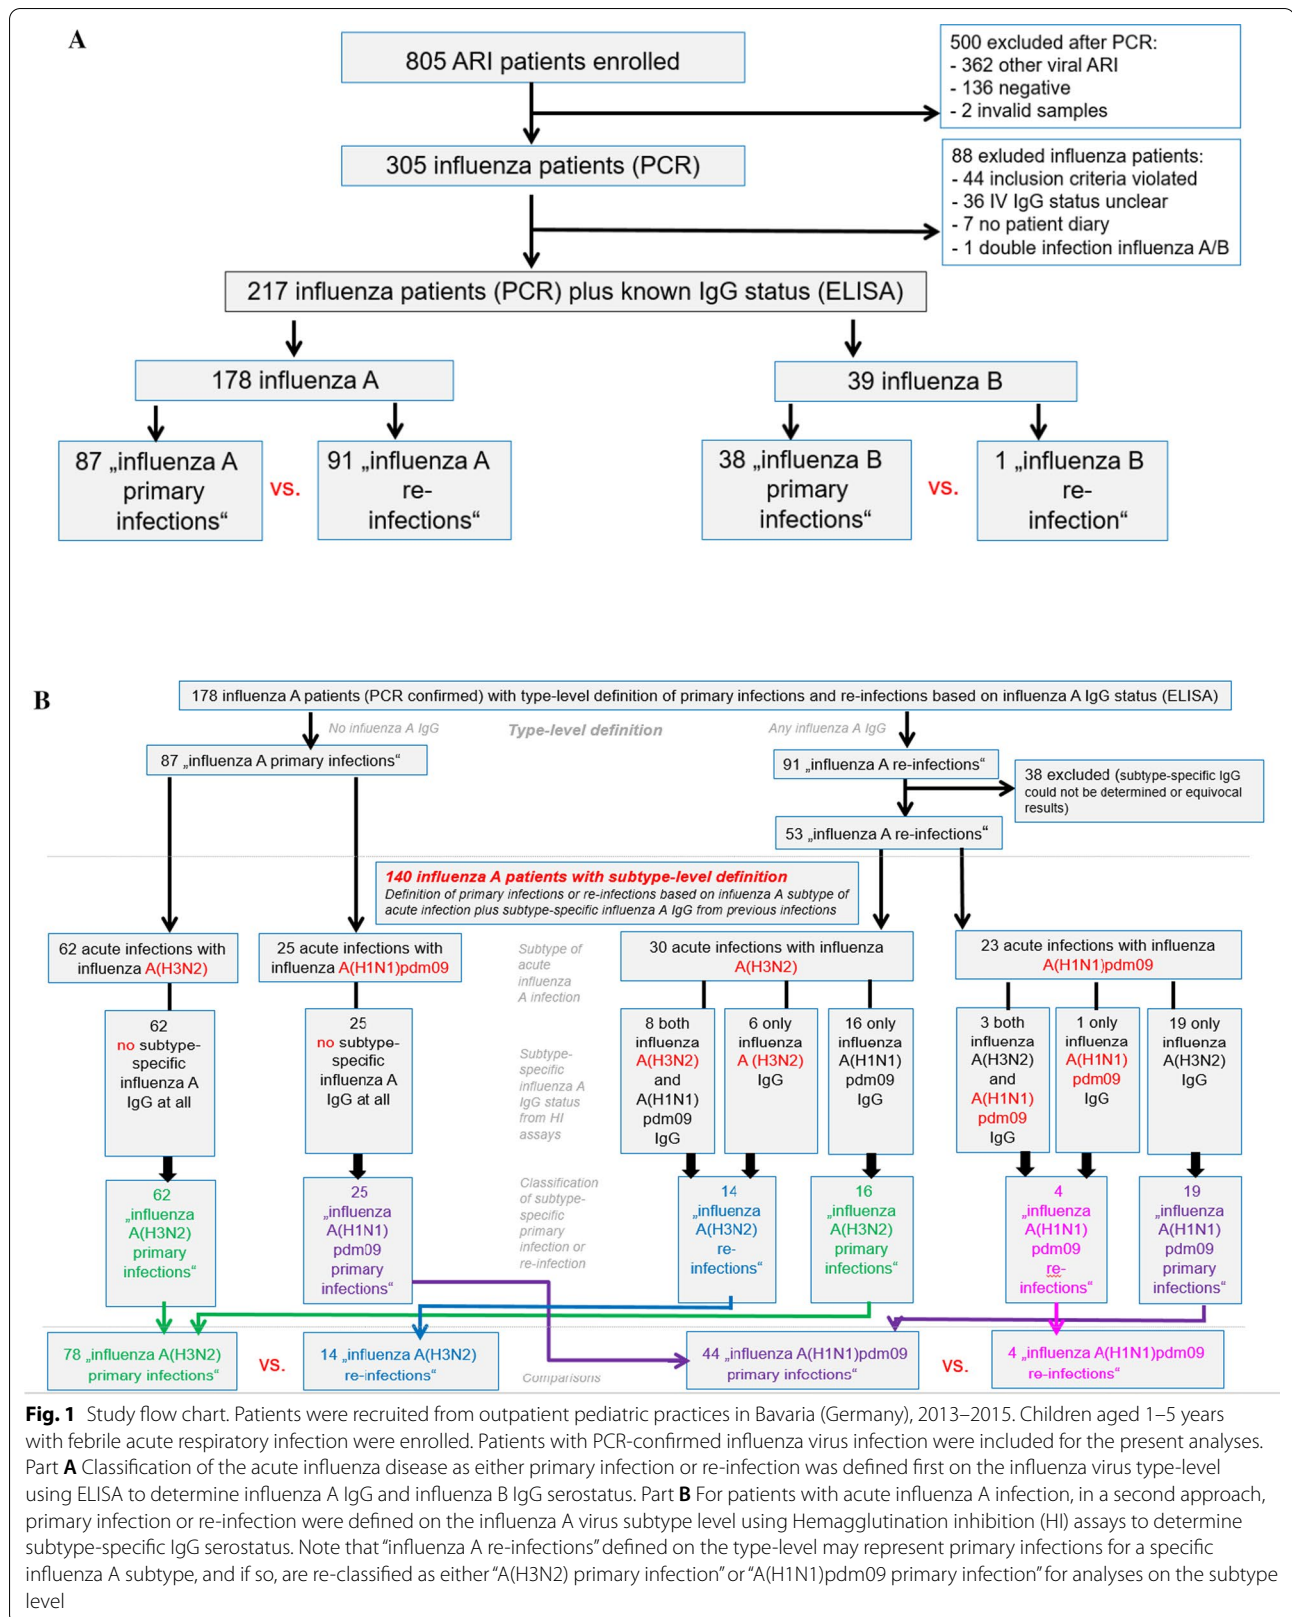 A
805 ARI patients enrolled
500 excluded after PCR:
- 362 other viral ARI
- 136 negative
- 2 invalid samples
305 influenza patients (PCR)
88 exluded influenza patients:
- 44 inclusion criteria violated
- 36 IV IgG status unclear
- 7 no patient diary
- 1 double infection influenza A/B
217 influenza patients (PCR) plus known IgG status (ELISA)
178 influenza A
39 influenza B
87 „influenza A
primary
infections“
vs.
91 „influenza A
re-
infections“
38 „influenza B
primary
infections“
vs.
1 „influenza B
re-
infection“
B
178 influenza A patients (PCR confirmed) with type-level definition of primary infections and re-infections based on influenza A IgG status (ELISA)
No influenza A IgG
Type-level definition
Any influenza A IgG
87 „influenza A primary infections“
91 „influenza A re-infections“
38 excluded (subtype-specific IgG
could not be determined or equivocal
results)
53 „influenza A re-infections“
140 influenza A patients with subtype-level definition
Definition of primary infections or re-infections based on influenza A subtype of
acute infection plus subtype-specific influenza A IgG from previous infections
62 acute infections with
influenza A(H3N2)
25 acute infections with
influenza A(H1N1)pdm09
Subtype of
acute
influenza
A infection
30 acute infections with influenza
A(H3N2)
23 acute infections with influenza
A(H1N1)pdm09
62
no subtype-
specific
influenza A
IgG at all
25
no subtype-
specific
influenza A
IgG at all
Subtype-
specific
influenza A
IgG status
from HI
assays
8 both
influenza
A(H3N2)
and
A(H1N1)
pdm09
IgG
6 only
influenza
A (H3N2)
IgG
16 only
influenza
A(H1N1)
pdm09
IgG
3 both
influenza
A(H3N2)
and
A(H1N1)
pdm09
IgG
1 only
influenza
A(H1N1)
pdm09
IgG
19 only
influenza
A(H3N2)
IgG
62
„influenza
A(H3N2)
primary
infections“
25
„influenza
A(H1N1)
pdm09
primary
infections“
Classification
of subtype-
specific
primary
infection or
re-infection
14
„influenza
A(H3N2)
re-
infections“
16
„influenza
A(H3N2)
primary
infections“
4
„influenza
A(H1N1)
pdm09
re-
infections“
19
„influenza
A(H1N1)
pdm09
primary
infections“
78 „influenza A(H3N2)
primary infections“
vs.
14 „influenza A(H3N2)
re-infections“
Comparisons
44 „influenza A(H1N1)pdm09
primary infections“
vs.
4 „influenza A(H1N1)pdm09
re-infections“
Fig. 1 Study flow chart. Patients were recruited from outpatient pediatric practices in Bavaria (Germany), 2013–2015. Children aged 1–5 years
with febrile acute respiratory infection were enrolled. Patients with PCR-confirmed influenza virus infection were included for the present analyses.
Part A Classification of the acute influenza disease as either primary infection or re-infection was defined first on the influenza virus type-level
using ELISA to determine influenza A IgG and influenza B IgG serostatus. Part B For patients with acute influenza A infection, in a second approach,
primary infection or re-infection were defined on the influenza A virus subtype level using Hemagglutination inhibition (HI) assays to determine
subtype-specific IgG serostatus. Note that “influenza A re-infections” defined on the type-level may represent primary infections for a specific
influenza A subtype, and if so, are re-classified as either “A(H3N2) primary infection” or “A(H1N1)pdm09 primary infection” for analyses on the subtype
level